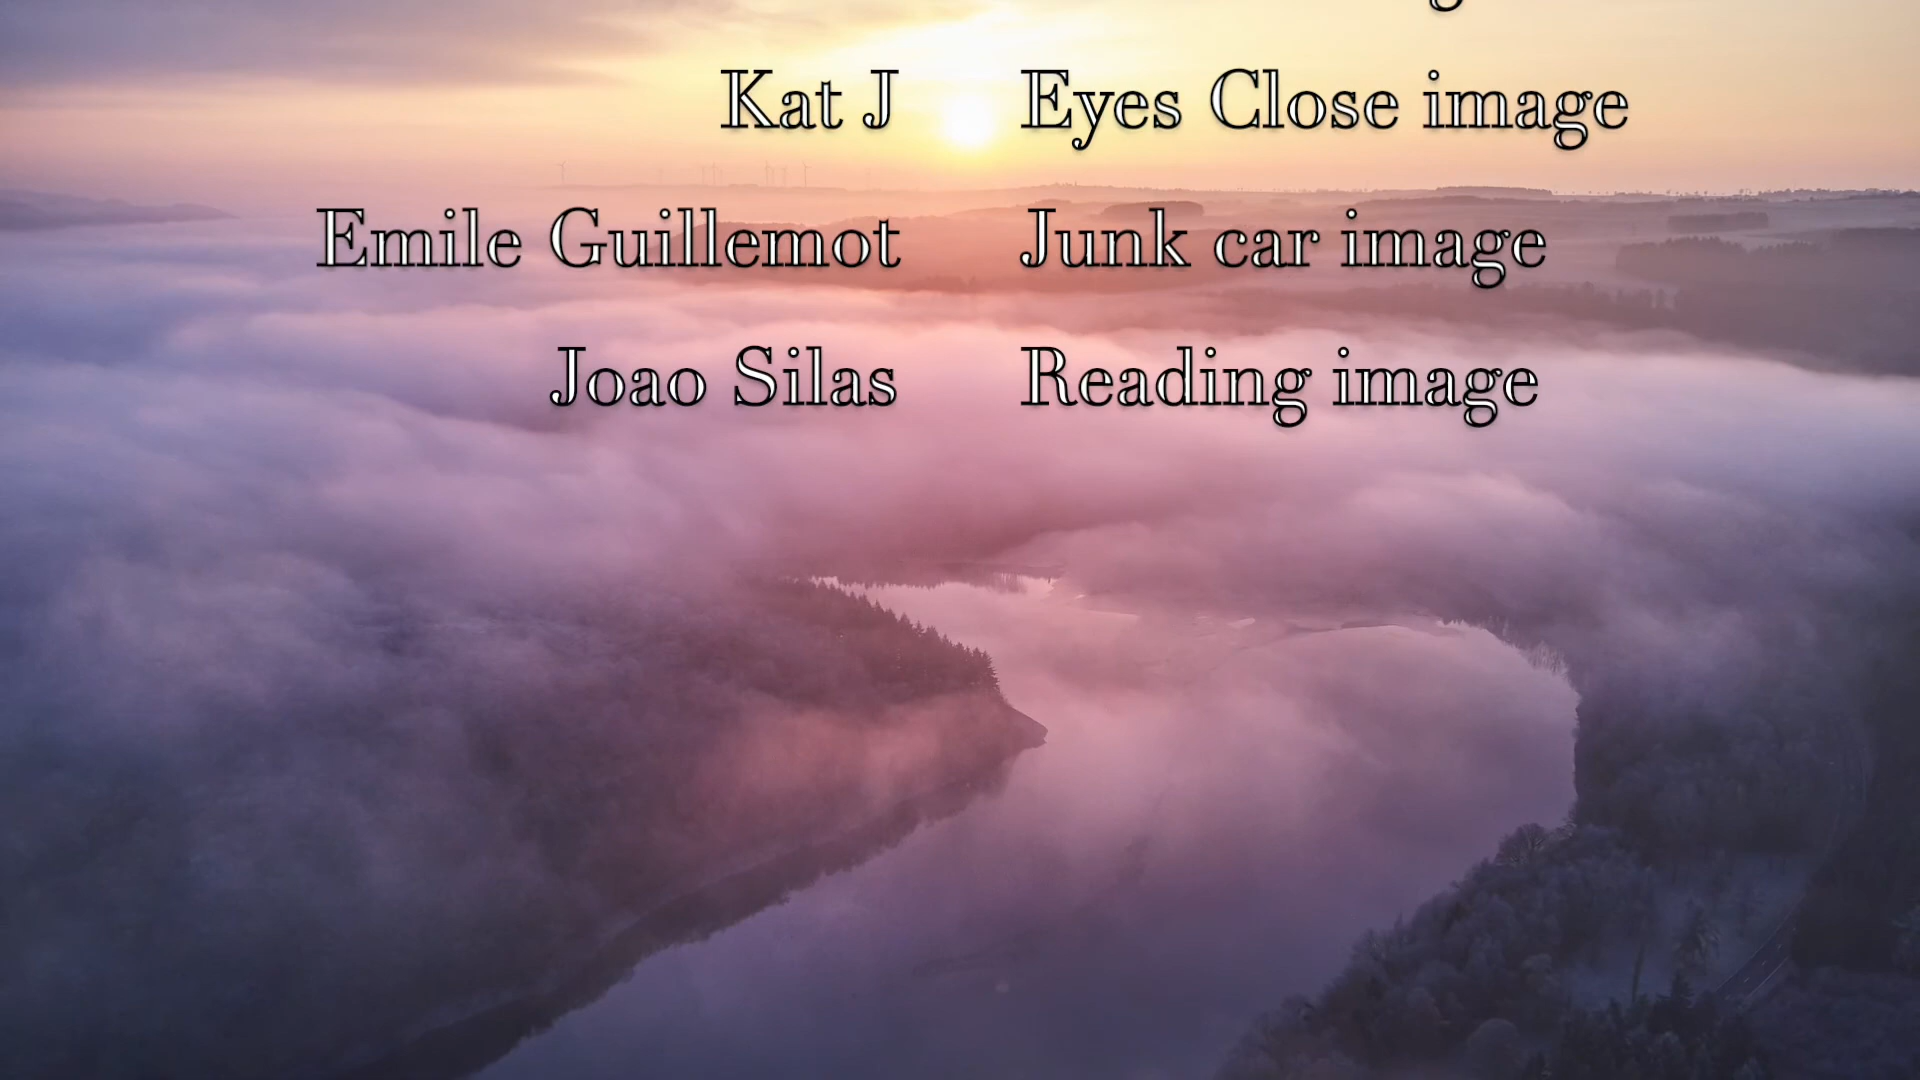 Kat J Eyes Close image
Emile Guillemot Junk car image
Joao Silas Reading image